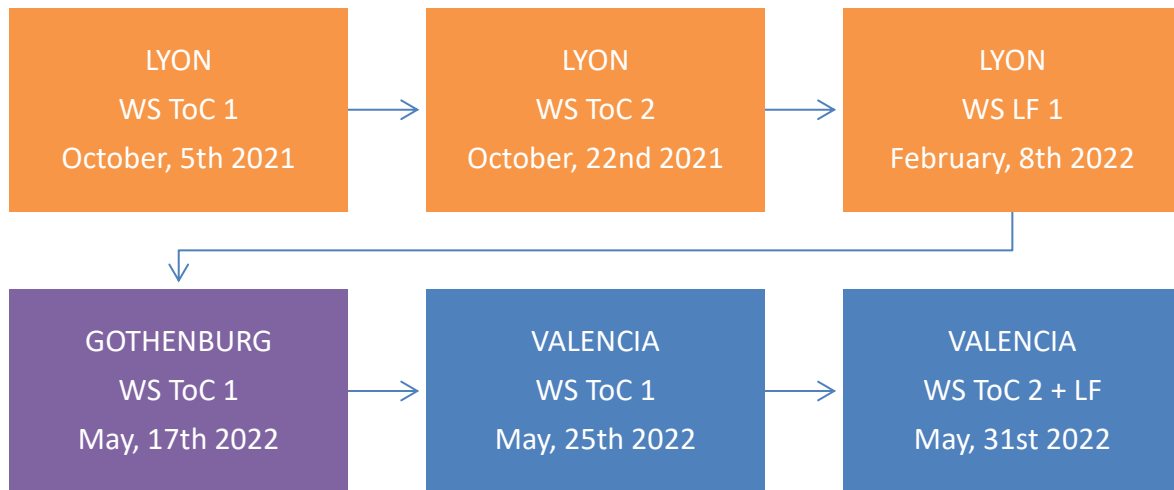 LYON
WS ToC 1
October, 5th 2021
LYON
WS ToC 2
October, 22nd 2021
LYON
WS LF 1
February, 8th 2022
GOTHENBURG
WS ToC 1
May, 17th 2022
VALENCIA
WS ToC 1
May, 25th 2022
VALENCIA
WS ToC 2 + LF
May, 31st 2022